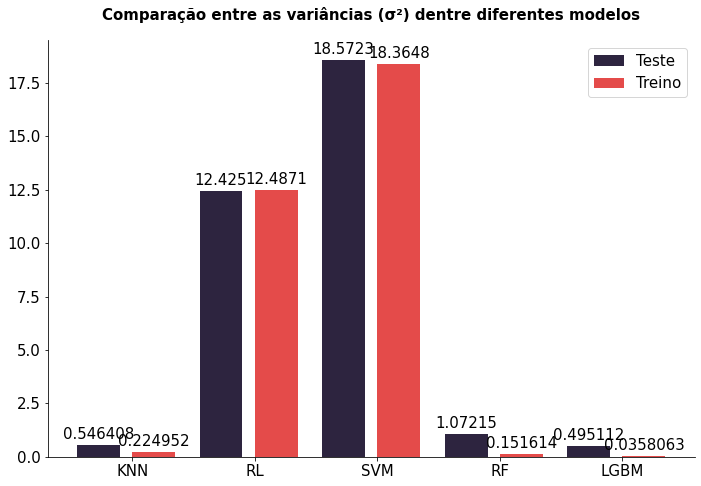 Comparação entre as variâncias (σ²) dentre diferentes modelos
Teste
Treino
17.5
15.0
12.5
10.0
7.5
5.0
2.5
0.0
0.546408
0.224952
12.425
12.4871
18.5723
18.3648
1.07215
0.151614
0.495112
0.0358063
KNN
RL
SVM
RF
LGBM